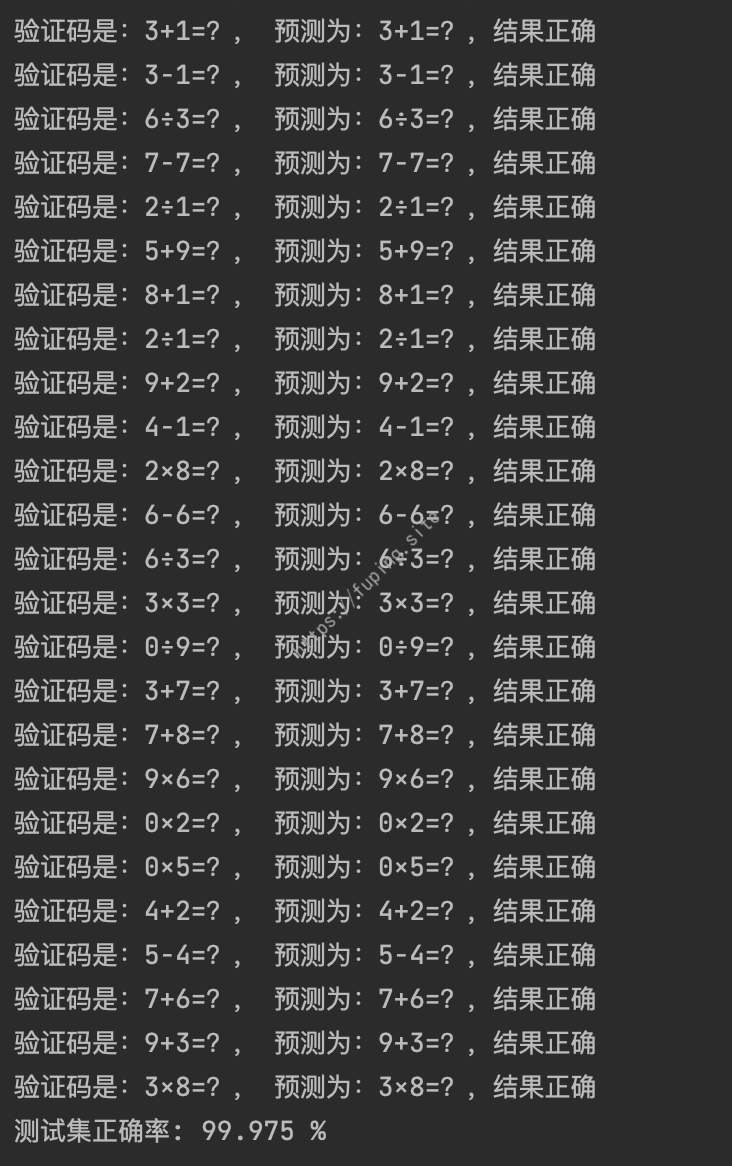 验证码是: 3+1=? ， 预测为: 3+1=? ，结果正确
验证码是: 3-1=? ， 预测为: 3-1=? ，结果正确
验证码是: 6÷3=? ， 预测为: 6÷3=? ，结果正确
验证码是: 7-7=? ， 预测为: 7-7=? ，结果正确
验证码是: 2÷1=? ， 预测为: 2÷1=? ，结果正确
验证码是: 5+9=? ， 预测为: 5+9=? ，结果正确
验证码是: 8+1=? ， 预测为: 8+1=? ，结果正确
验证码是: 2÷1=? ， 预测为: 2÷1=? ，结果正确
验证码是: 9+2=? ， 预测为: 9+2=? ，结果正确
验证码是: 4-1=? ， 预测为: 4-1=? ，结果正确
验证码是: 2×8=? ， 预测为: 2×8=? ，结果正确
验证码是: 6-6=? ， 预测为: 6-6=? ，结果正确
验证码是: 6÷3=? ， 预测为: 6÷3=? ，结果正确
验证码是: 3×3=? ， 预测为: 3×3=? ，结果正确
验证码是: 0÷9=? ， 预测为: 0÷9=? ，结果正确
验证码是: 3+7=? ， 预测为: 3+7=? ，结果正确
验证码是: 7+8=? ， 预测为: 7+8=? ，结果正确
验证码是: 9×6=? ， 预测为: 9×6=? ，结果正确
验证码是: 0×2=? ， 预测为: 0×2=? ，结果正确
验证码是: 0×5=? ， 预测为: 0×5=? ，结果正确
验证码是: 4+2=? ， 预测为: 4+2=? ，结果正确
验证码是: 5-4=? ， 预测为: 5-4=? ，结果正确
验证码是: 7+6=? ， 预测为: 7+6=? ，结果正确
验证码是: 9+3=? ， 预测为: 9+3=? ，结果正确
验证码是: 3×8=? ， 预测为: 3×8=? ，结果正确
测试集正确率: 99.975 %
https://fuping.site